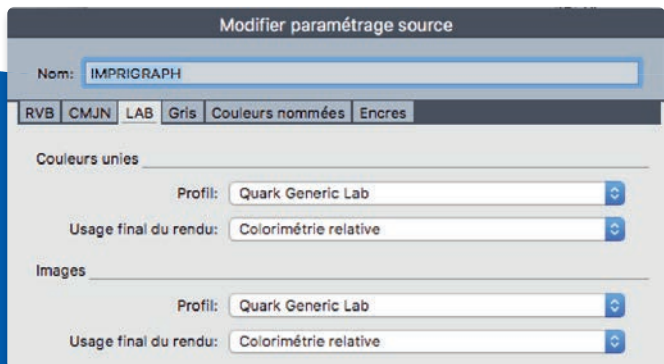 Modifier paramétrage source
Nom: IMPRIGRAPH
RVB CMJN LAB Gris Couleurs nommées Encres
Couleurs unies
Profil: Quark Generic Lab
Usage final du rendu: Colorimétrie relative
Images
Profil: Quark Generic Lab
Usage final du rendu: Colorimétrie relative